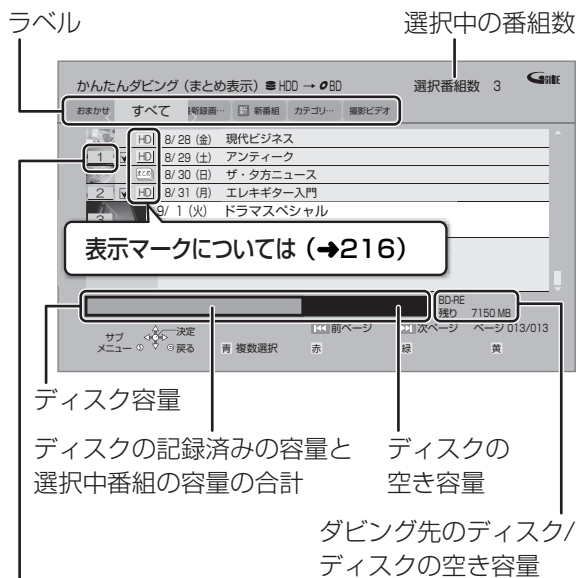 ラベル
選択中の番組数
かんたんダビング (まとめ表示) HDD → BD 選択番組数 3 GGUIDE
おまかせ すべて 新録画… 新 新番組 カテゴリ… 撮影ビデオ
HD 8/28 (金) 現代ビジネス
1 HD 8/29 (土) アンティーク
まとめ 8/30 (日) ザ・夕方ニュース
2 HD 8/31 (月) エレキギター入門
3 9/ 1 (火) ドラマスペシャル
表示マークについては (➔216)
BD-RE
残り 7150 MB
サブ メニュー S 決定 戻る
青 複数選択
前ページ 次ページ ページ 013/013
赤 緑 黄
ディスク容量
ディスクの記録済みの容量と
選択中番組の容量の合計
ディスクの
空き容量
ダビング先のディスク/
ディスクの空き容量